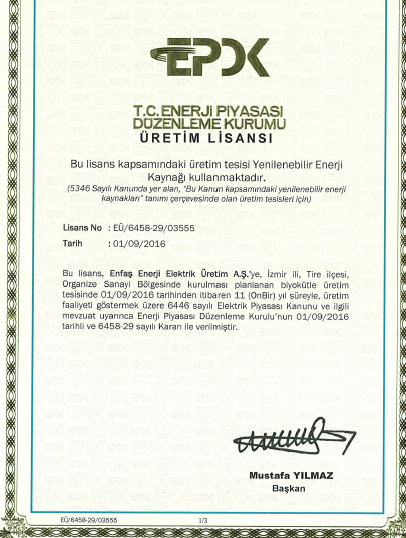 EPDK
T.C. ENERJİ PİYASASI
DÜZENLEME KURUMU
ÜRETİM LİSANSI
Bu lisans kapsamındaki üretim tesisi Yenilenebilir Enerji
Kaynağı kullanmaktadır.
(5346 Sayılı Kanunda yer alan, "Bu Kanun kapsamındaki yenilenebilir enerji
kaynakları" tanımı çerçevesinde olan üretim tesisleri için)
Lisans No : EÜ/6458-29/03555
Tarih : 01/09/2016
Bu lisans, Enfaş Enerji Elektrik Üretim A.Ş.'ye, İzmir ili, Tire ilçesi,
Organize Sanayi Bölgesinde kurulması planlanan biyokütle üretim
tesisinde 01/09/2016 tarihinden itibaren 11 (OnBir) yıl süreyle, üretim
faaliyeti göstermek üzere 6446 sayılı Elektrik Piyasası Kanunu ve ilgili
mevzuat uyarınca Enerji Piyasası Düzenleme Kurulu'nun 01/09/2016
tarihli ve 6458-29 sayılı Kararı ile verilmiştir.
Mustafa YILMAZ
Başkan
EÜ/6458-29/03555 1/3